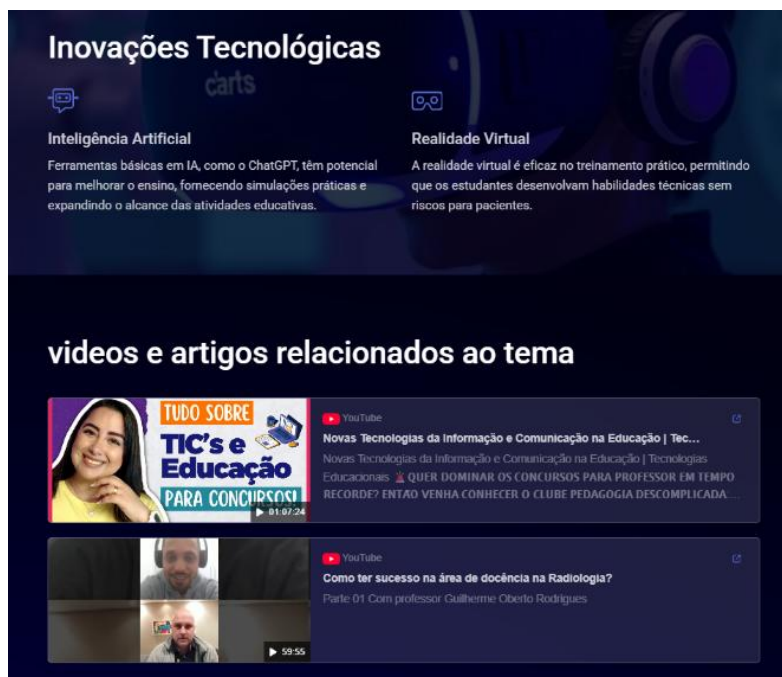 Inovações Tecnológicas
c'arts
Inteligência Artificial
Ferramentas básicas em IA, como o ChatGPT, têm potencial
para melhorar o ensino, fornecendo simulações práticas e
expandindo o alcance das atividades educativas.
Realidade Virtual
A realidade virtual é eficaz no treinamento prático, permitindo
que os estudantes desenvolvam habilidades técnicas sem
riscos para pacientes.
videos e artigos relacionados ao tema
TUDO SOBRE
TIC's e
Educação
PARA CONCURSOS!
01:07:24
YouTube
Novas Tecnologias da Informação e Comunicação na Educação | Tec...
Novas Tecnologias da Informação e Comunicação na Educação | Tecnologias
Educacionais 🚨 QUER DOMINAR OS CONCURSOS PARA PROFESSOR EM TEMPO
RECORDE? ENTÃO VENHA CONHECER O CLUBE PEDAGOGIA DESCOMPLICADA...
59:55
YouTube
Como ter sucesso na área de docência na Radiologia?
Parte 01 Com professor Guilherme Oberto Rodrigues